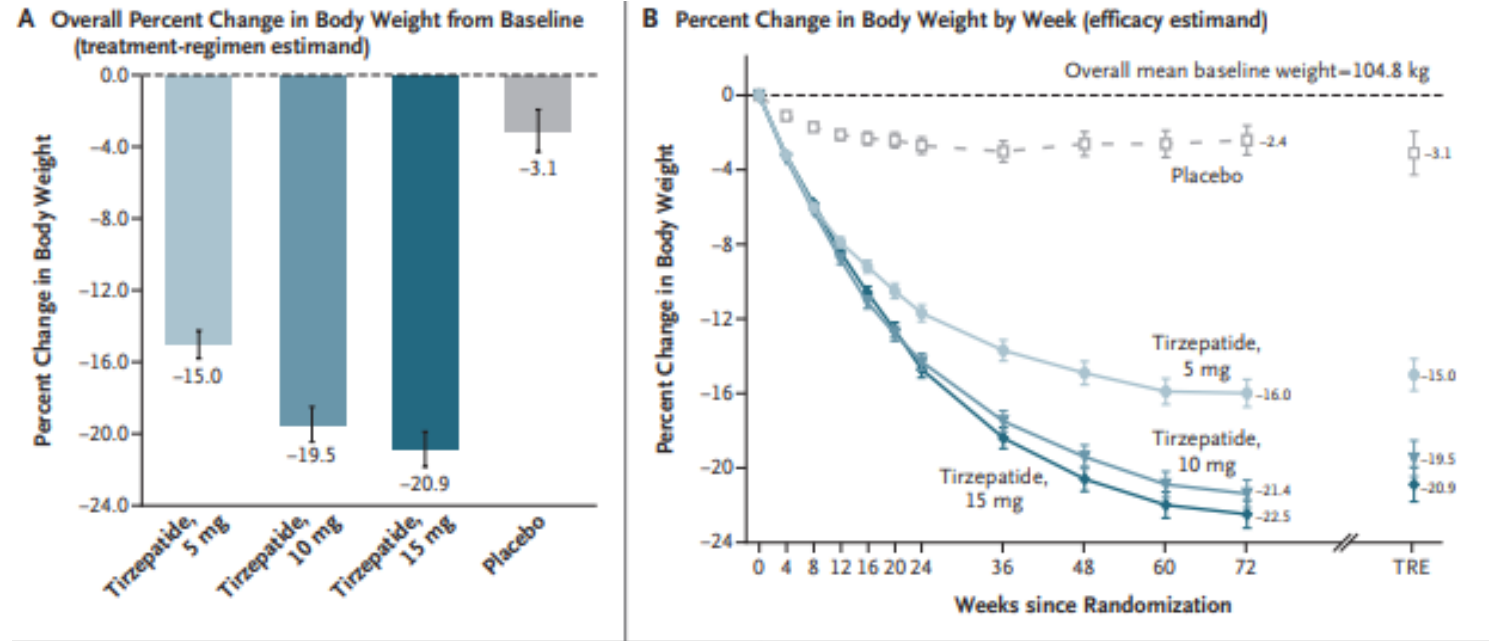 A Overall Percent Change in Body Weight from Baseline
(treatment-regimen estimand)
Percent Change in Body Weight
0.0
−4.0
−8.0
−12.0
−16.0
−20.0
−24.0
−15.0
−19.5
−20.9
−3.1
Tirzepatide,
5 mg
Tirzepatide,
10 mg
Tirzepatide,
15 mg
Placebo
B Percent Change in Body Weight by Week (efficacy estimand)
Overall mean baseline weight=104.8 kg
Percent Change in Body Weight
0
−4
−8
−12
−16
−20
−24
−2.4
Placebo
−3.1
Tirzepatide,
5 mg
−16.0
−15.0
Tirzepatide,
10 mg
−21.4
−19.5
Tirzepatide,
15 mg
−22.5
−20.9
0 4 8 12 16 20 24 36 48 60 72 TRE
Weeks since Randomization